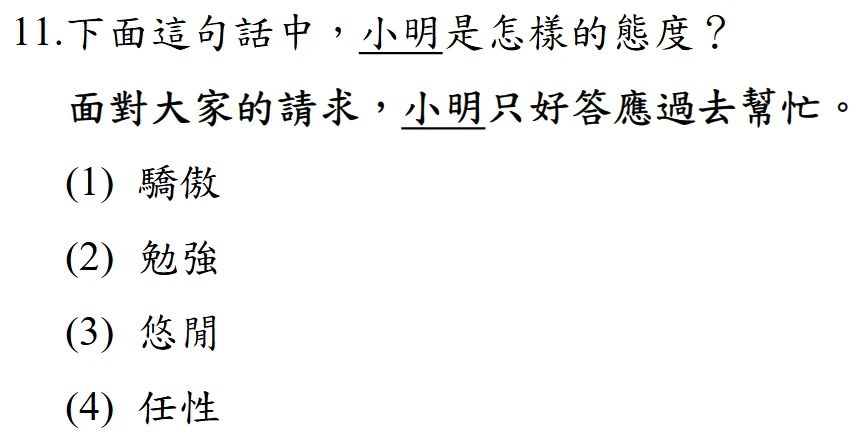 11.下面這句話中，小明是怎樣的態度？
面對大家的請求，小明只好答應過去幫忙。
(1) 驕傲
(2) 勉強
(3) 悠閒
(4) 任性